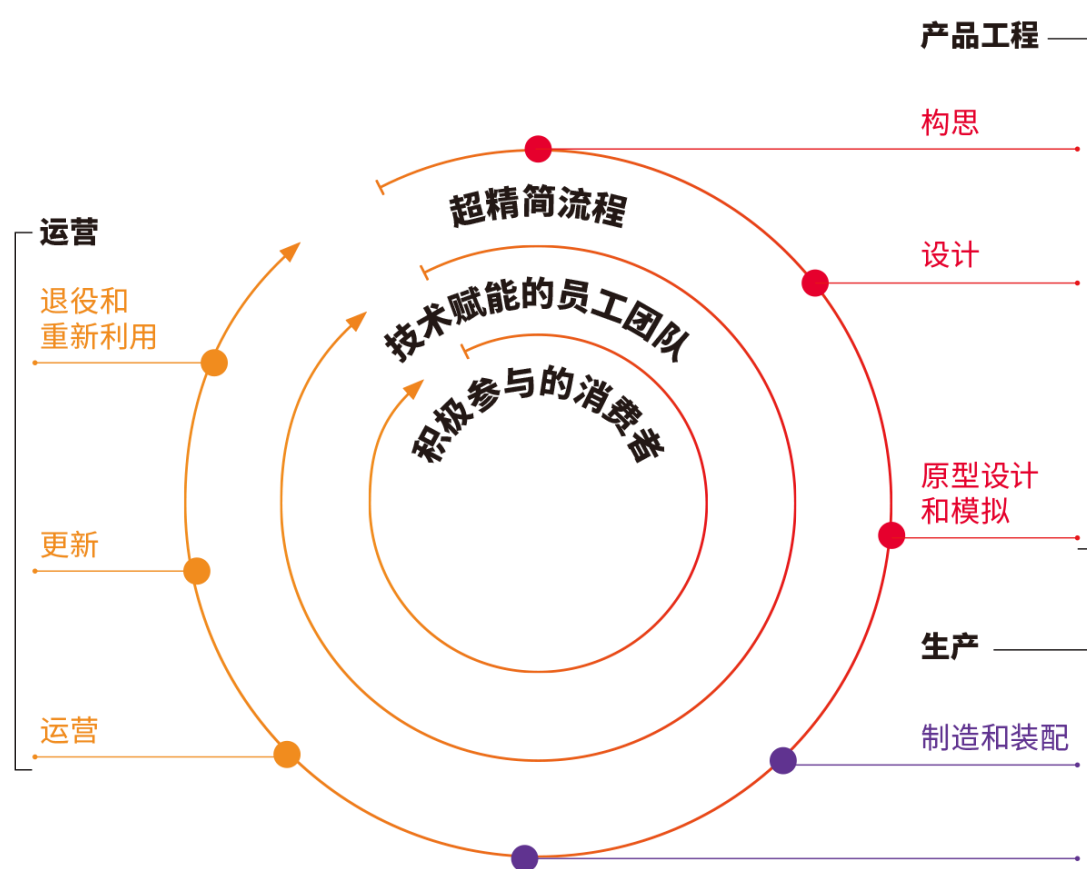 产品工程
构思
设计
原型设计
和模拟
生产
制造和装配
超精简流程
技术赋能的员工团队
积极参与的消费者
运营
退役和
重新利用
更新
运营